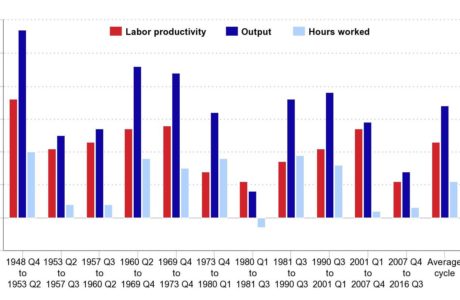 Labor productivity Output Hours worked
1948 Q4 1953 Q2 1957 Q3 1960 Q2 1969 Q4 1973 Q4 1980 Q1 1981 Q3 1990 Q3 2001 Q1 2007 Q4 Average
to to to to to to to to to to to cycle
1953 Q2 1957 Q3 1960 Q2 1969 Q4 1973 Q4 1980 Q1 1981 Q3 1990 Q3 2001 Q1 2007 Q4 2016 Q3